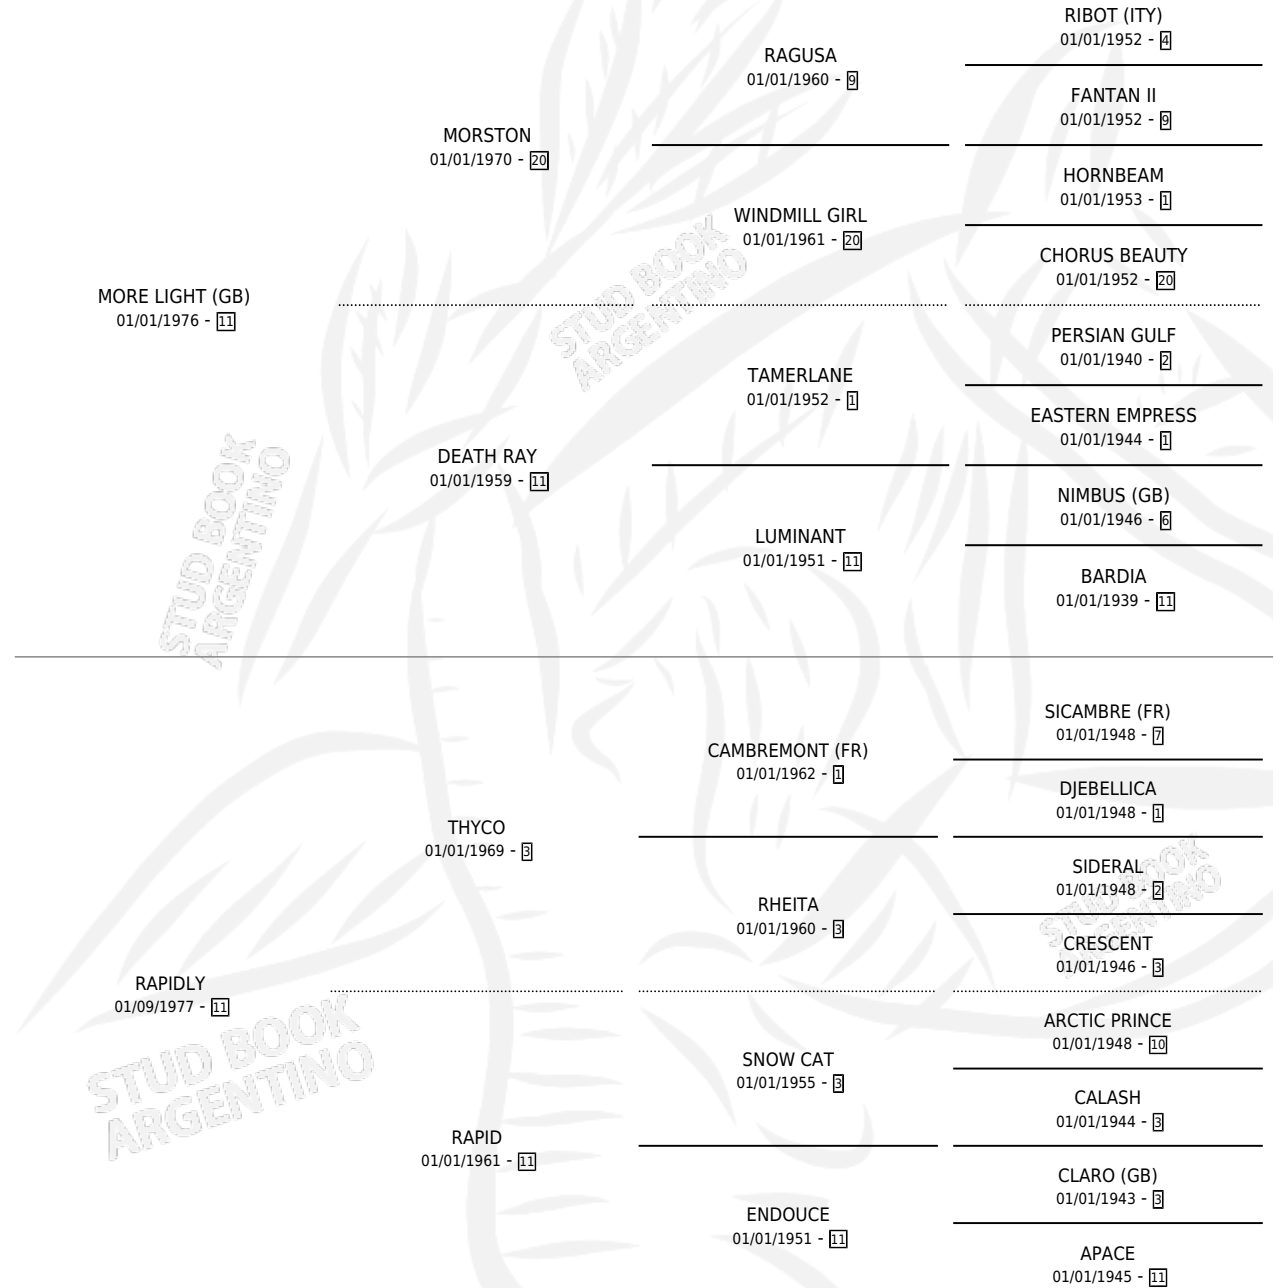 RIBOT (ITY)
01/01/1952 - 4
RAGUSA
01/01/1960 - 9
FANTAN II
01/01/1952 - 9
MORSTON
01/01/1970 - 20
HORNBEAM
01/01/1953 - 1
WINDMILL GIRL
01/01/1961 - 20
CHORUS BEAUTY
01/01/1952 - 20
MORE LIGHT (GB)
01/01/1976 - 11
STUD BOOK
ARGENTINO
PERSIAN GULF
01/01/1940 - 2
TAMERLANE
01/01/1952 - 1
EASTERN EMPRESS
01/01/1944 - 1
DEATH RAY
01/01/1959 - 11
NIMBUS (GB)
01/01/1946 - 6
LUMINANT
01/01/1951 - 11
BARDIA
01/01/1939 - 11
STUD BOOK
ARGENTINO
SICAMBRE (FR)
01/01/1948 - 7
CAMBREMONT (FR)
01/01/1962 - 1
DJEBELLICA
01/01/1948 - 1
THYCO
01/01/1969 - 3
SIDERAL
01/01/1948 - 2
RHEITA
01/01/1960 - 3
CRESCENT
01/01/1946 - 3
STUD BOOK
ARGENTINO
RAPIDLY
01/09/1977 - 11
ARCTIC PRINCE
01/01/1948 - 10
SNOW CAT
01/01/1955 - 3
CALASH
01/01/1944 - 3
STUD BOOK
ARGENTINO
RAPID
01/01/1961 - 11
CLARO (GB)
01/01/1943 - 3
ENDOUCE
01/01/1951 - 11
APACE
01/01/1945 - 11